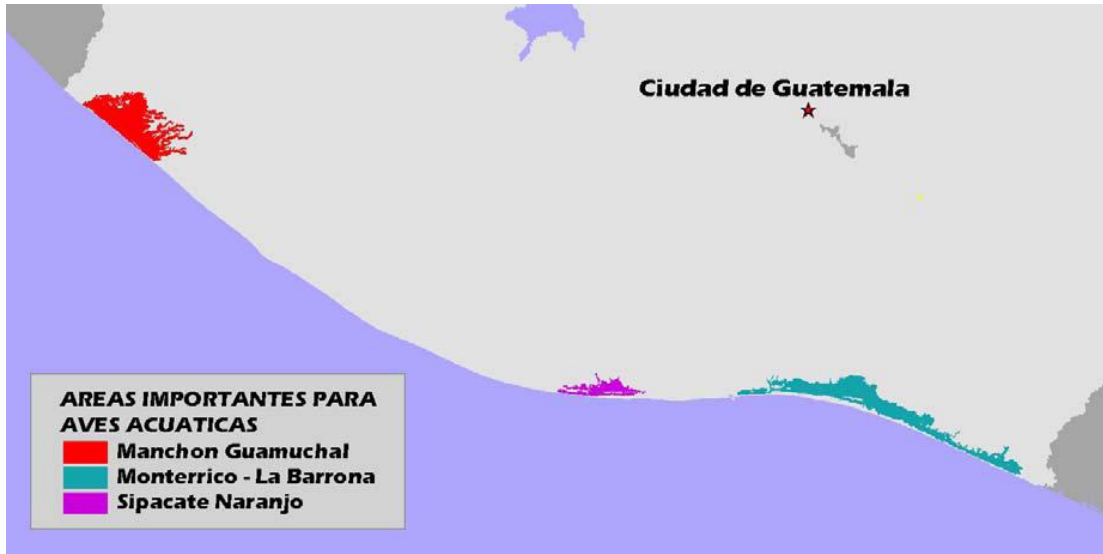 Ciudad de Guatemala
AREAS IMPORTANTES PARA
AVES ACUATICAS
Manchon Guamuchal
Monterrico - La Barrona
Sipacate Naranjo